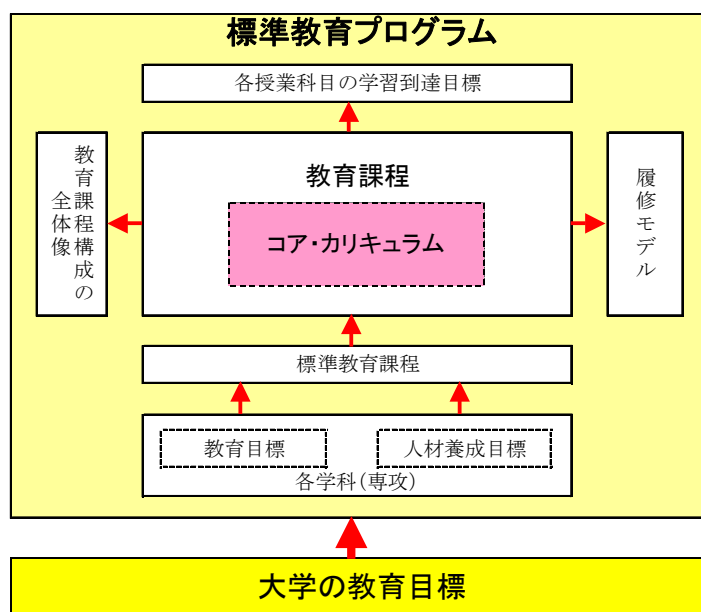 標準教育プログラム
各授業科目の学習到達目標
教育課程構成の
全体像
教育課程
コア・カリキュラム
履修モデル
標準教育課程
教育目標
人材養成目標
各学科(専攻)
大学の教育目標